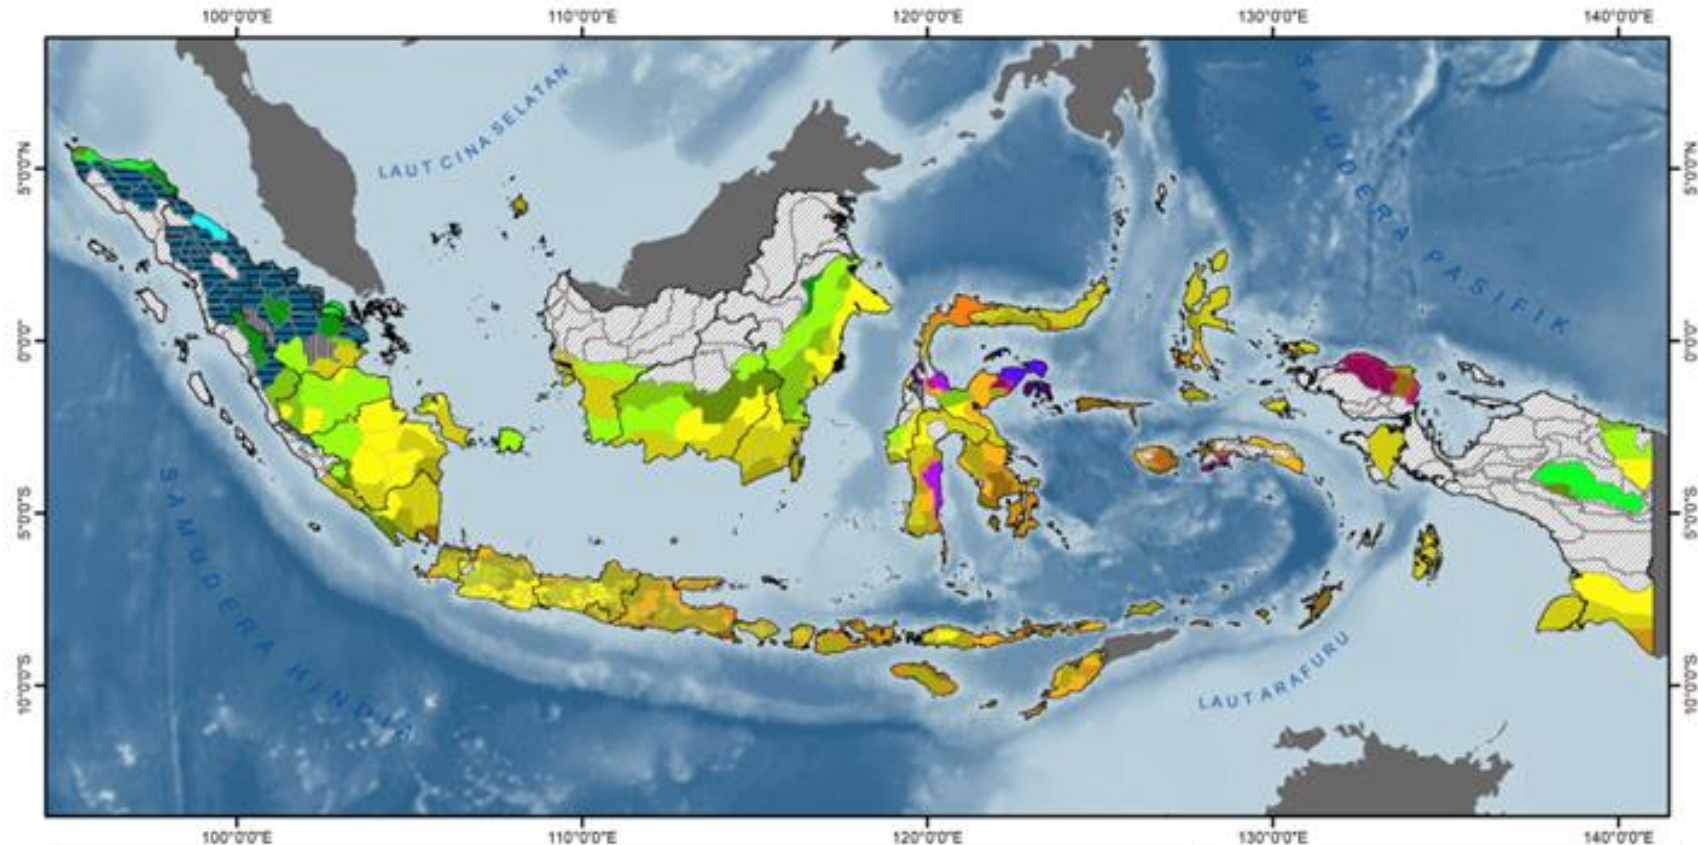 100°0'0"E 110°0'0"E 120°0'0"E 130°0'0"E 140°0'0"E
5°0'0"N 5°0'0"N
0°0'0" 0°0'0"
5°0'0"S 5°0'0"S
10°0'0"S 10°0'0"S
LAUT CINA SELATAN
SAMUDERA PASIFIK
SAMUDERA HINDIA
LAUT ARAFURU
100°0'0"E 110°0'0"E 120°0'0"E 130°0'0"E 140°0'0"E